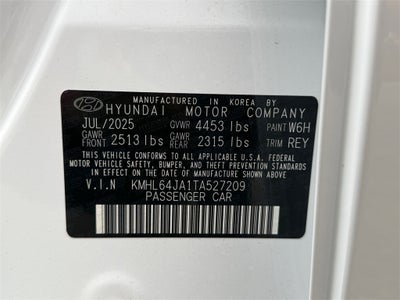 MANUFACTURED IN KOREA BY
HYUNDAI MOTOR COMPANY
JUL/2025 GVWR 4453 lbs PAINT W6H
GAWR FRONT 2513 lbs GAWR REAR 2315 lbs TRIM REY
THIS VEHICLE CONFORMS TO ALL APPLICABLE U.S.A. FEDERAL
MOTOR VEHICLE SAFETY, BUMPER, AND THEFT PREVENTION STANDARDS
IN EFFECT ON THE DATE OF MANUFACTURE SHOWN ABOVE.
V.I.N KMHL64JA1TA527209
PASSENGER CAR